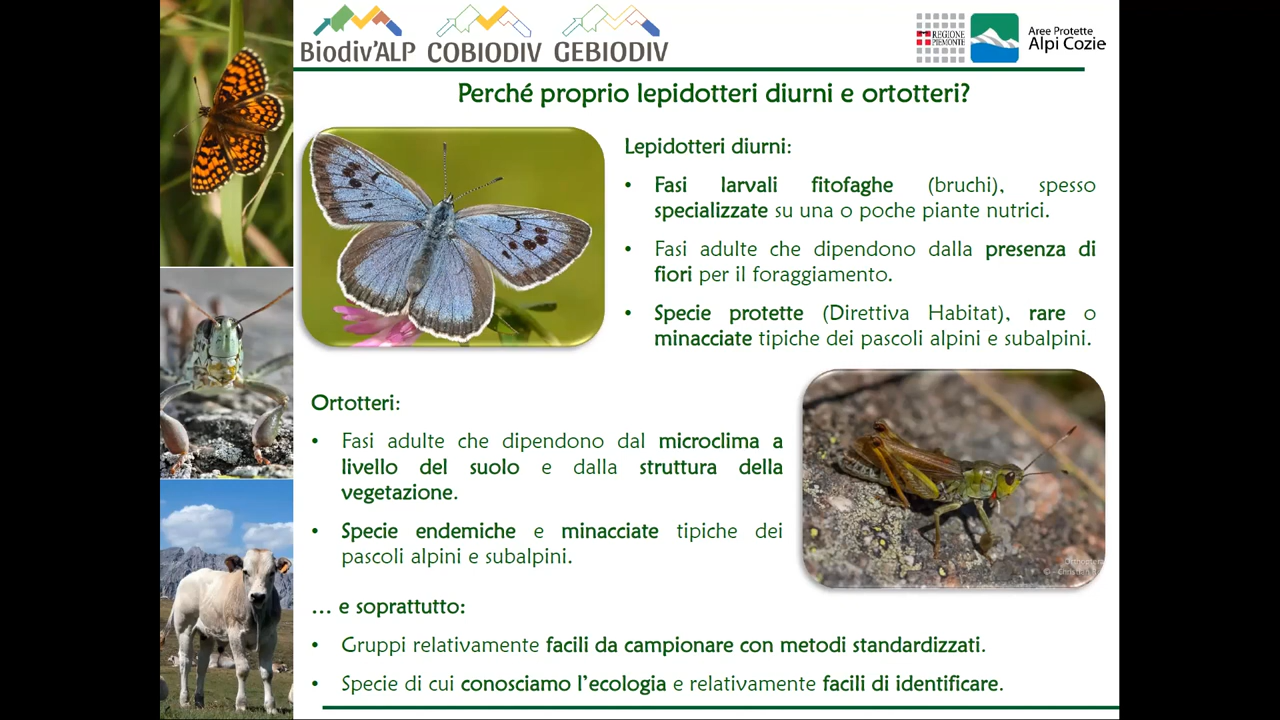 Biodiv'ALP COBIODIV GEBIODIV
REGIONE
PIEMONTE
Aree Protette
Alpi Cozie
Perché proprio lepidotteri diurni e ortotteri?
Lepidotteri diurni:
• Fasi larvali fitofaghe (bruchi), spesso
specializzate su una o poche piante nutrici.
• Fasi adulte che dipendono dalla presenza di
fiori per il foraggiamento.
• Specie protette (Direttiva Habitat), rare o
minacciate tipiche dei pascoli alpini e subalpini.
Ortotteri:
• Fasi adulte che dipendono dal microclima a
livello del suolo e dalla struttura della
vegetazione.
• Specie endemiche e minacciate tipiche dei
pascoli alpini e subalpini.
... e soprattutto:
• Gruppi relativamente facili da campionare con metodi standardizzati.
• Specie di cui conosciamo l'ecologia e relativamente facili di identificare.